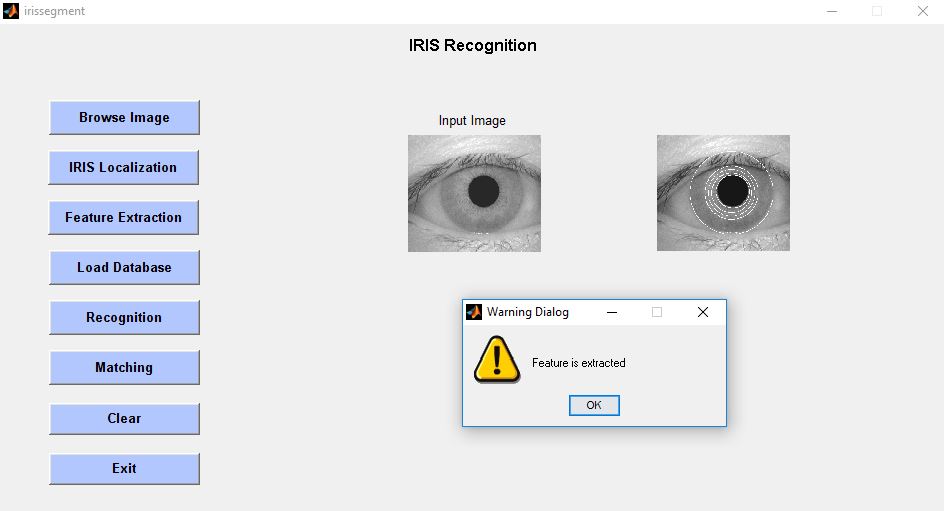 irissegment
IRIS Recognition
Browse Image
IRIS Localization
Feature Extraction
Load Database
Recognition
Matching
Clear
Exit
Input Image
Warning Dialog
Feature is extracted
OK